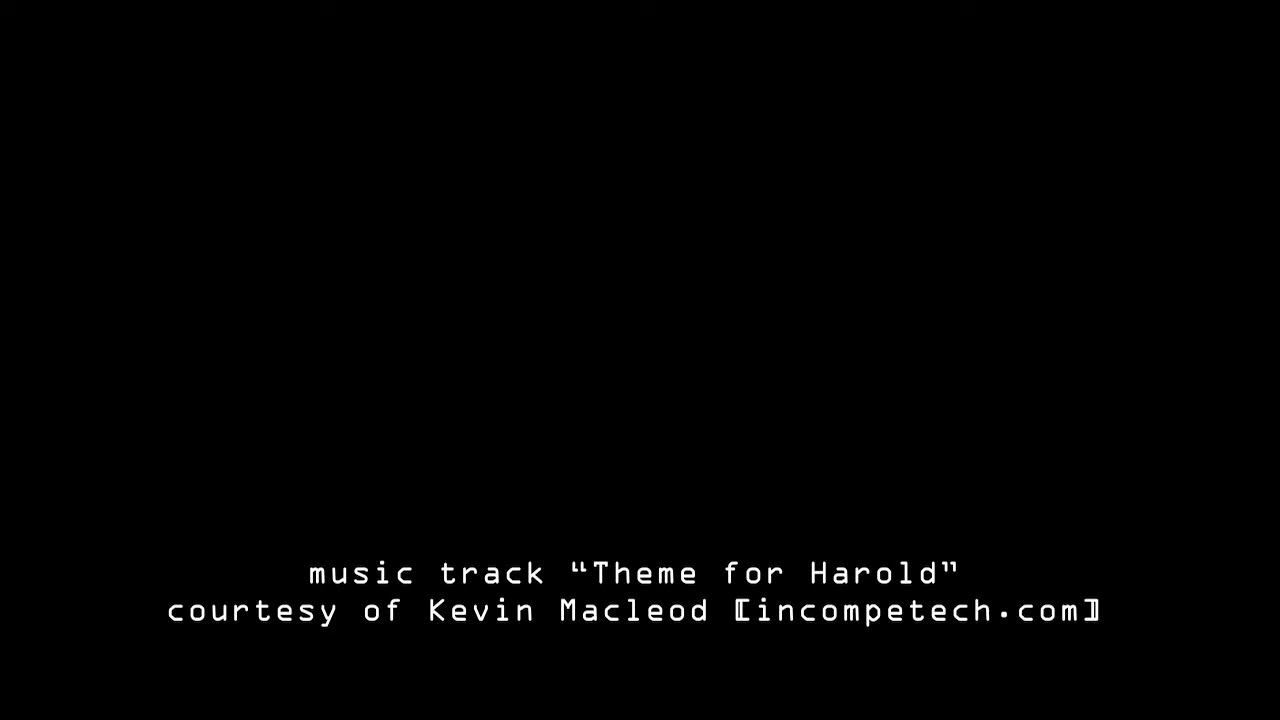 music track “Theme for Harold”
courtesy of Kevin Macleod [incompetech.com]